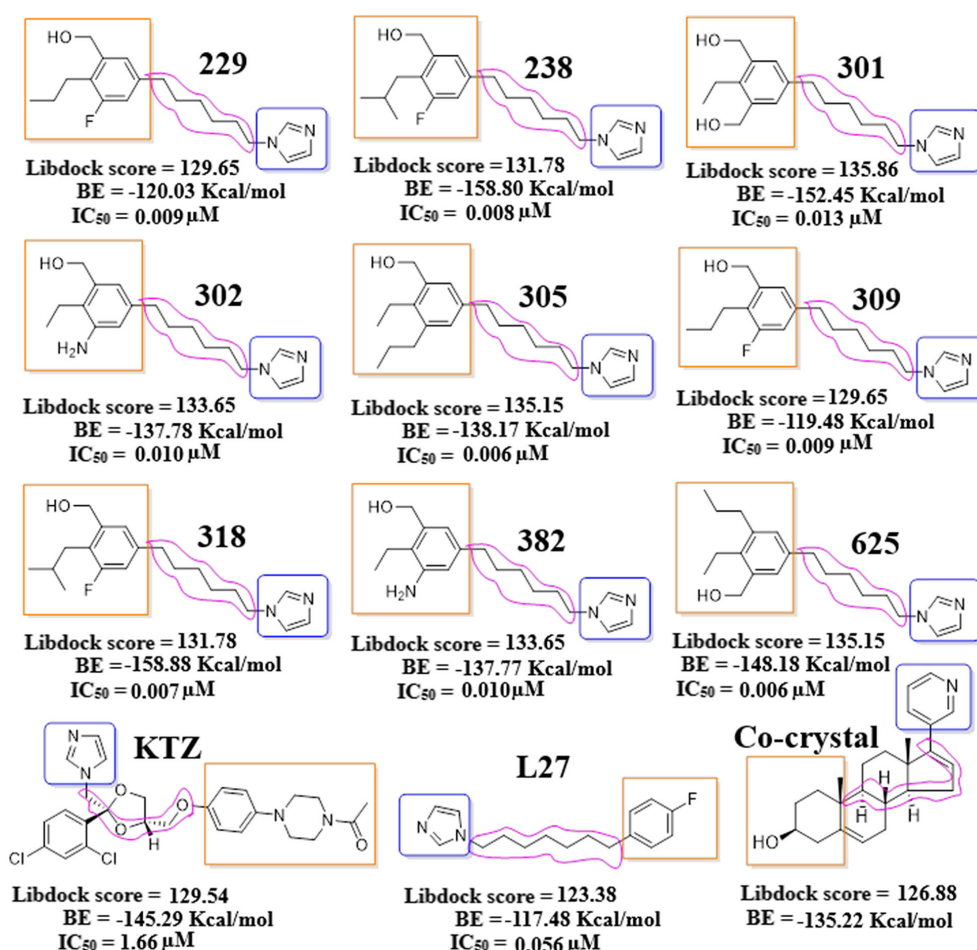 HO
229
F
N
N
Libdock score = 129.65
BE = -120.03 Kcal/mol
IC50 = 0.009 µM
HO
238
F
N
N
Libdock score = 131.78
BE = -158.80 Kcal/mol
IC50 = 0.008 µM
HO
301
HO
N
N
Libdock score = 135.86
BE = -152.45 Kcal/mol
IC50 = 0.013 µM
HO
302
H2N
N
N
Libdock score = 133.65
BE = -137.78 Kcal/mol
IC50 = 0.010 µM
HO
305
N
N
Libdock score = 135.15
BE = -138.17 Kcal/mol
IC50 = 0.006 µM
HO
309
F
N
N
Libdock score = 129.65
BE = -119.48 Kcal/mol
IC50 = 0.009 µM
HO
318
F
N
N
Libdock score = 131.78
BE = -158.88 Kcal/mol
IC50 = 0.007 µM
HO
382
H2N
N
N
Libdock score = 133.65
BE = -137.77 Kcal/mol
IC50 = 0.010µM
625
HO
N
N
Libdock score = 135.15
BE = -148.18 Kcal/mol
IC50 = 0.006 µM
KTZ
N
N
O
O
O
H
Cl
Cl
N
N
O
Libdock score = 129.54
BE = -145.29 Kcal/mol
IC50 = 1.66 µM
L27
N
N
F
Libdock score = 123.38
BE = -117.48 Kcal/mol
IC50 = 0.056 µM
Co-crystal
N
H
H
H
HO
Libdock score = 126.88
BE = -135.22 Kcal/mol